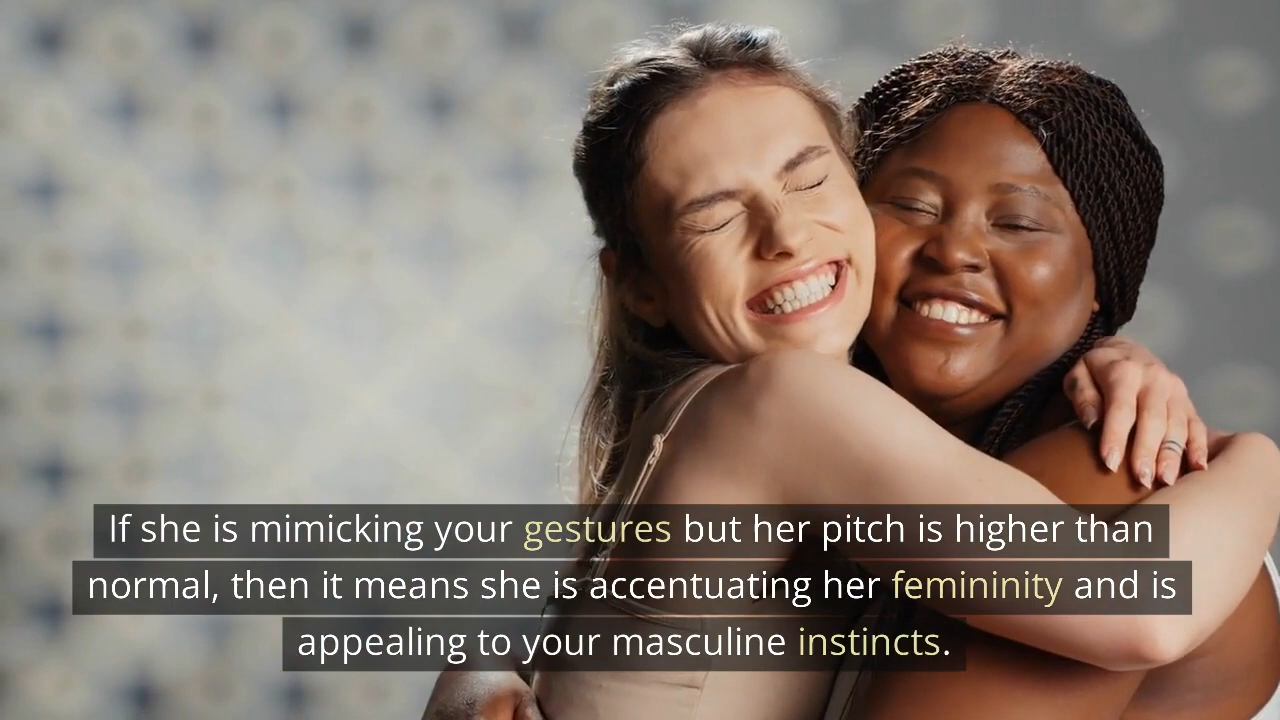 If she is mimicking your gestures but her pitch is higher than
normal, then it means she is accentuating her femininity and is
appealing to your masculine instincts.